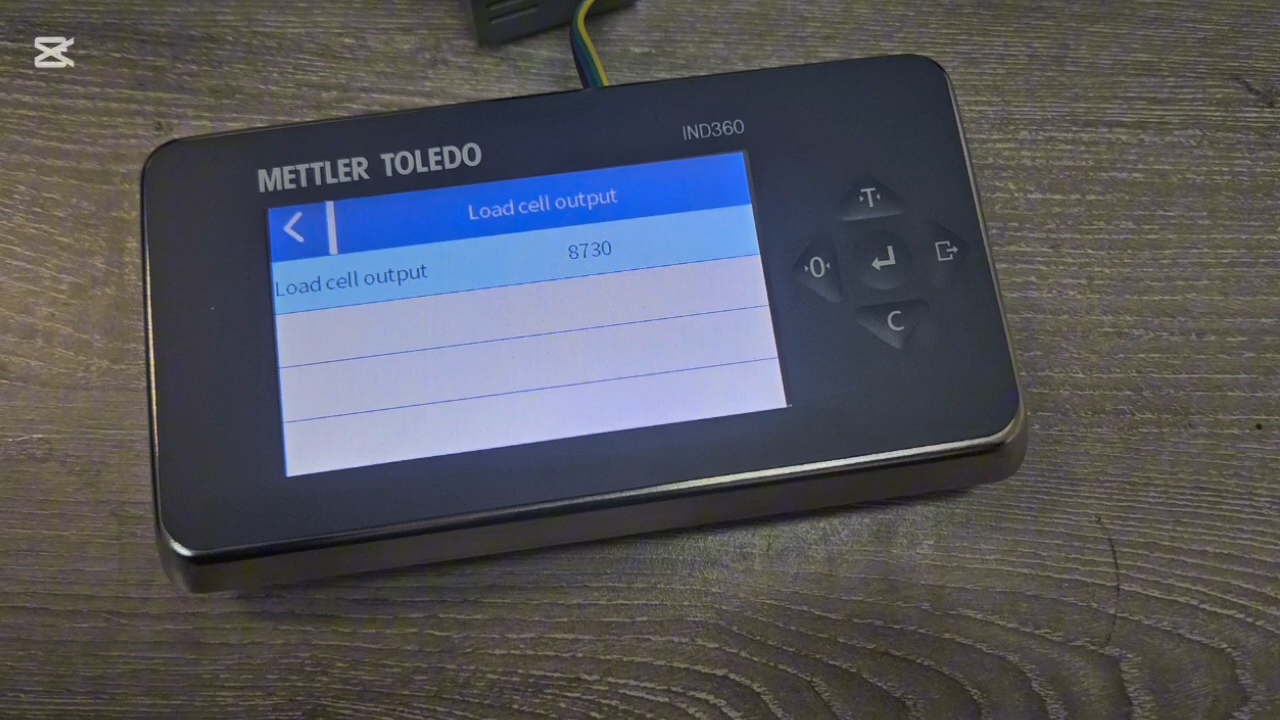 IND360
METTLER TOLEDO
Load cell output
Load cell output 8730
T
0
C